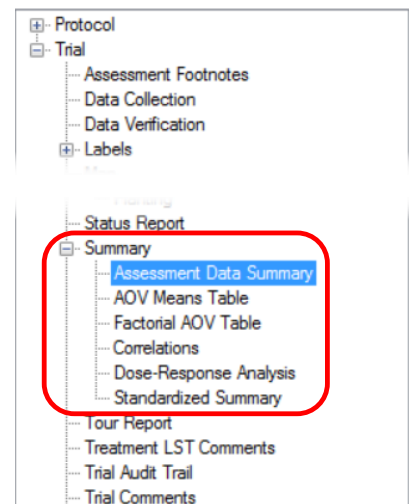 Protocol
Trial
Assessment Footnotes
Data Collection
Data Verification
Labels
Status Report
Summary
Assessment Data Summary
AOV Means Table
Factorial AOV Table
Correlations
Dose-Response Analysis
Standardized Summary
Tour Report
Treatment LST Comments
Trial Audit Trail
Trial Comments